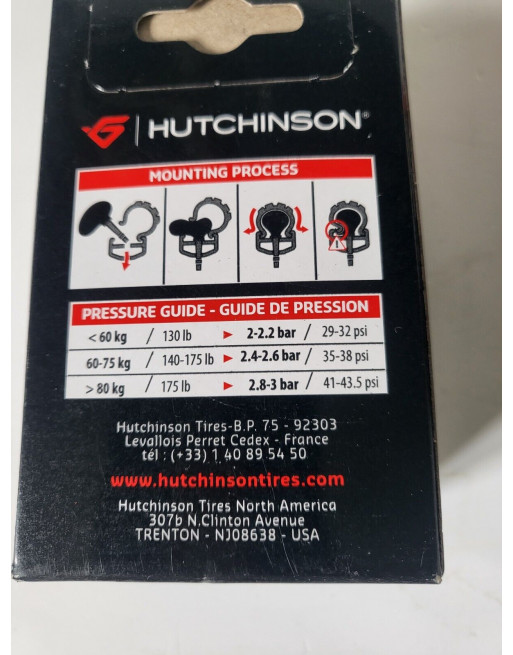 HUTCHINSON®
MOUNTING PROCESS
PRESSURE GUIDE - GUIDE DE PRESSION
< 60 kg / 130 lb ► 2-2.2 bar / 29-32 psi
60-75 kg / 140-175 lb ► 2.4-2.6 bar / 35-38 psi
> 80 kg / 175 lb ► 2.8-3 bar / 41-43.5 psi
Hutchinson Tires-B.P. 75 - 92303
Levallois Perret Cedex - France
tél : (+33) 1 40 89 54 50
www.hutchinsontires.com
Hutchinson Tires North America
307b N.Clinton Avenue
TRENTON - NJ08638 - USA